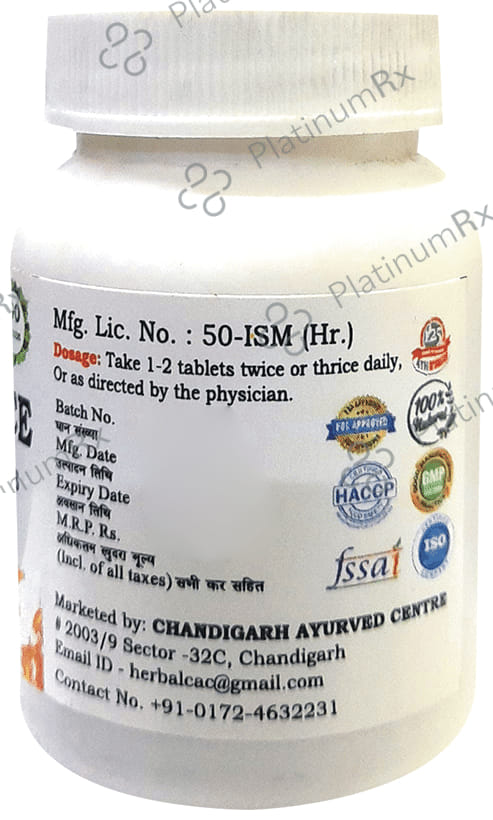 PlatinumRx
PlatinumRx
PlatinumRx
Mfg. Lic. No. : 50-ISM (Hr.)
Dosage: Take 1-2 tablets twice or thrice daily,
Or as directed by the physician.
Batch No.
घान संख्या
Mfg. Date
उत्पादन तिथि
Expiry Date
अवसान तिथि
M.R.P. Rs.
अधिकतम खुदरा मूल्य
(Incl. of all taxes) सभी कर सहित
125
100%
HACCP
GMP
ISO
fssai
Marketed by: CHANDIGARH AYURVED CENTRE
# 2003/9 Sector -32C, Chandigarh
Email ID - herbalcac@gmail.com
Contact No. +91-0172-4632231